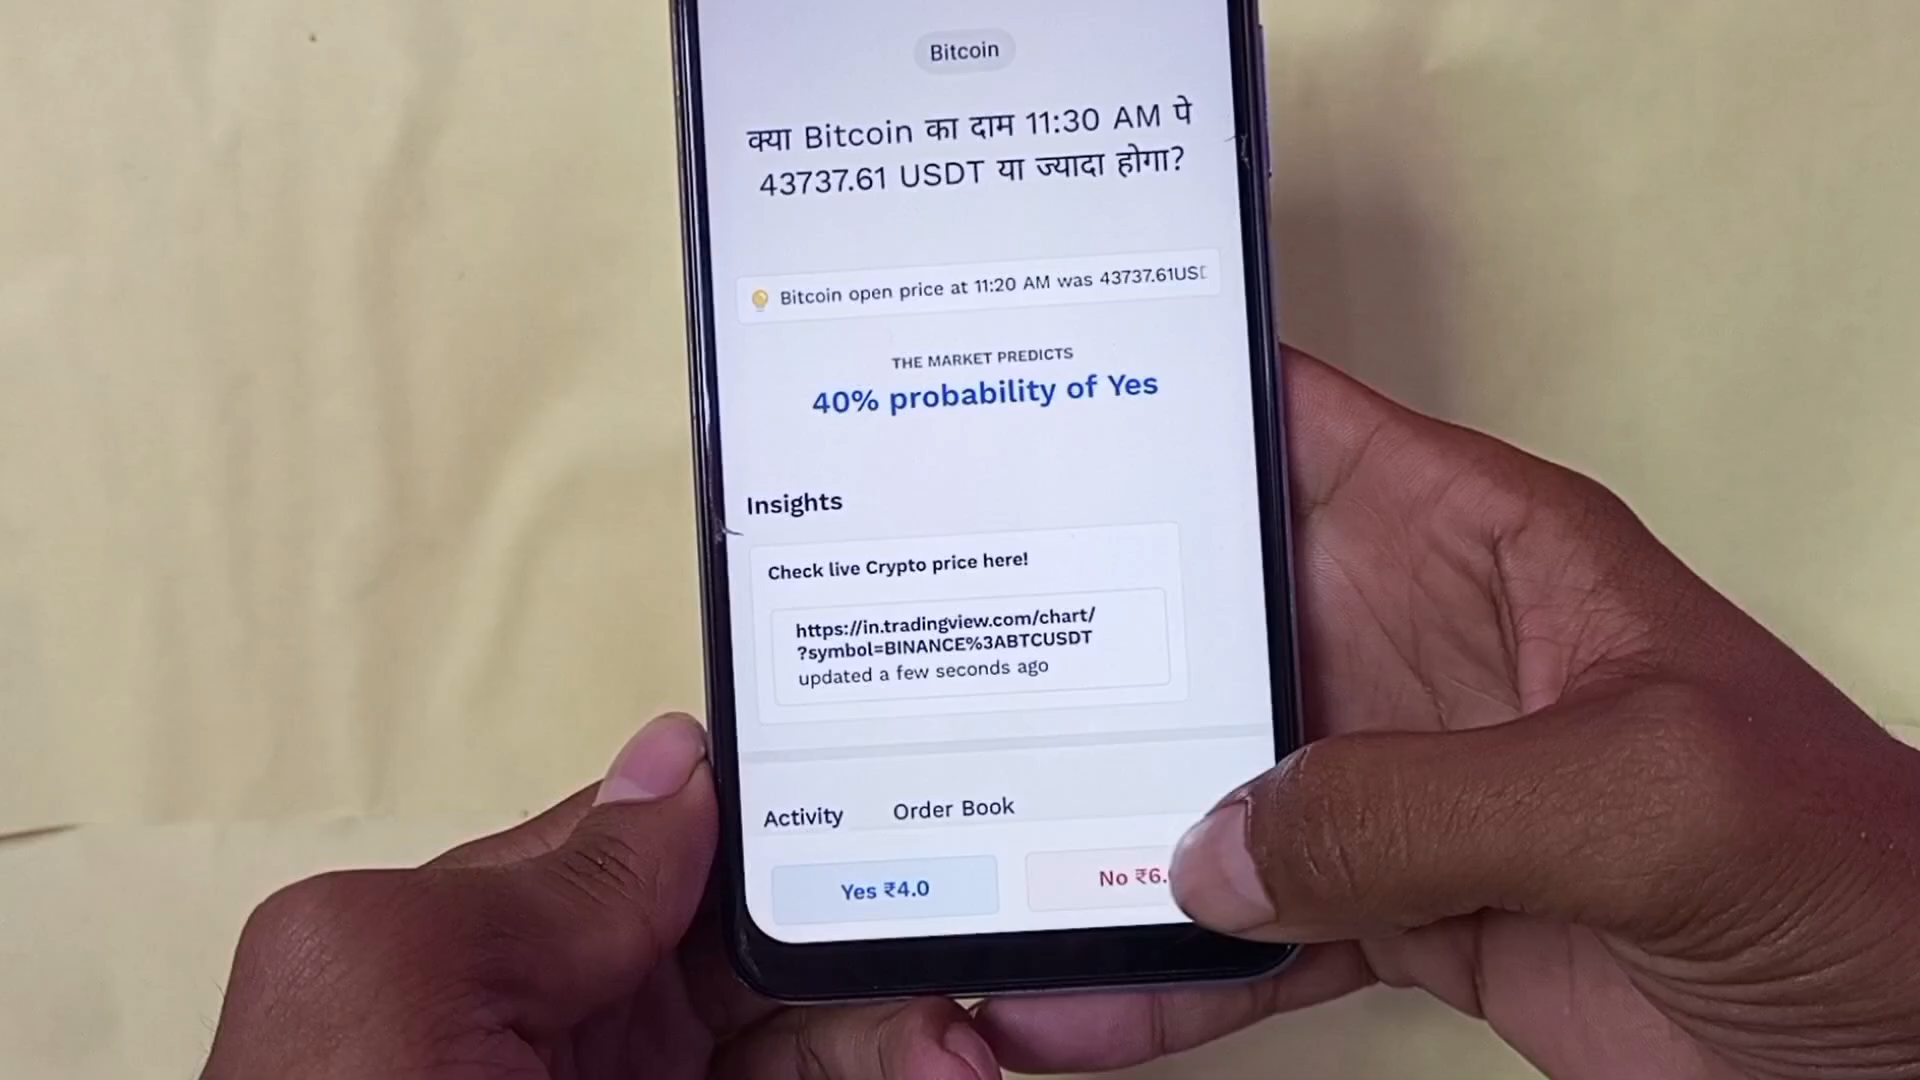 Bitcoin
क्या Bitcoin का दाम 11:30 AM पे
43737.61 USDT या ज्यादा होगा?
Bitcoin open price at 11:20 AM was 43737.61US
THE MARKET PREDICTS
40% probability of Yes
Insights
Check live Crypto price here!
https://in.tradingview.com/chart/
?symbol=BINANCE%3ABTCUSDT
updated a few seconds ago
Activity Order Book
Yes ₹4.0 No ₹6.